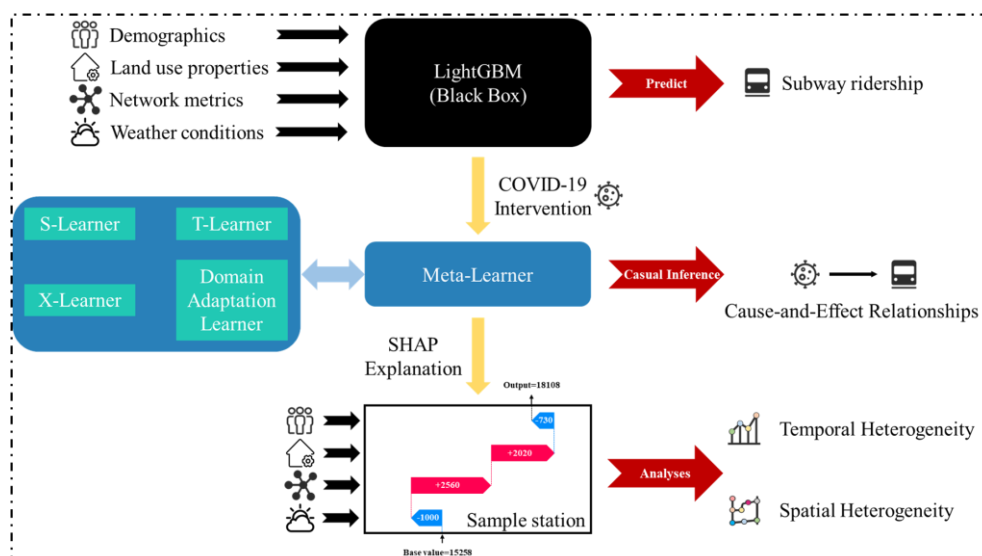 Demographics
Land use properties
Network metrics
Weather conditions
LightGBM
(Black Box)
Predict
Subway ridership
COVID-19
Intervention
S-Learner
T-Learner
X-Learner
Domain
Adaptation
Learner
Meta-Learner
Casual Inference
Cause-and-Effect Relationships
SHAP
Explanation
Output=18108
-730
+2020
+2560
-1000
Sample station
Base value=15258
Analyses
Temporal Heterogeneity
Spatial Heterogeneity